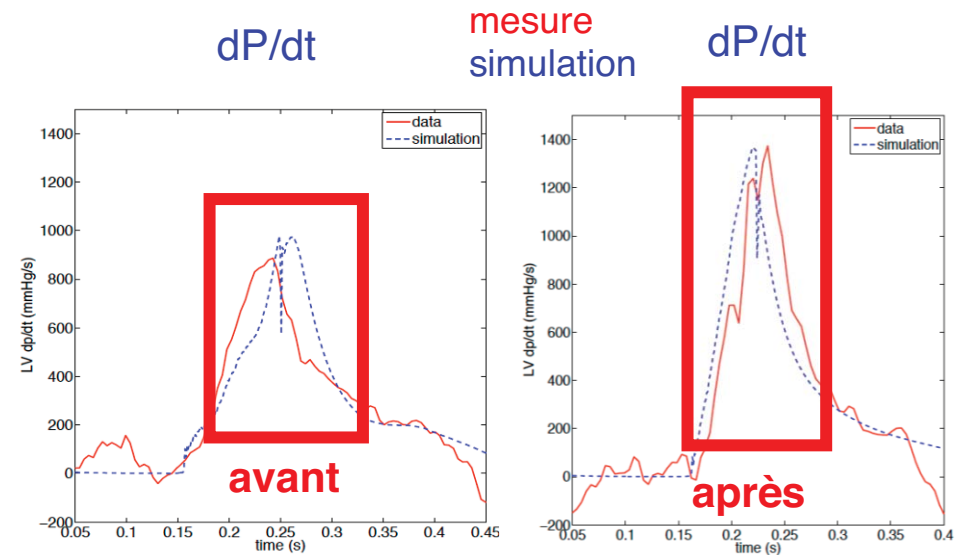 mesure
dP/dt
simulation
dP/dt
data
simulation
1400
1200
1000
800
600
400
200
0
−200
LV dp/dt (mmHg/s)
0.05
0.1
0.15
0.2
0.25
0.3
0.35
0.4
0.45
time (s)
avant
data
simulation
1400
1200
1000
800
600
400
200
0
−200
LV dp/dt (mmHg/s)
0.05
0.1
0.15
0.2
0.25
0.3
0.35
0.4
time (s)
après